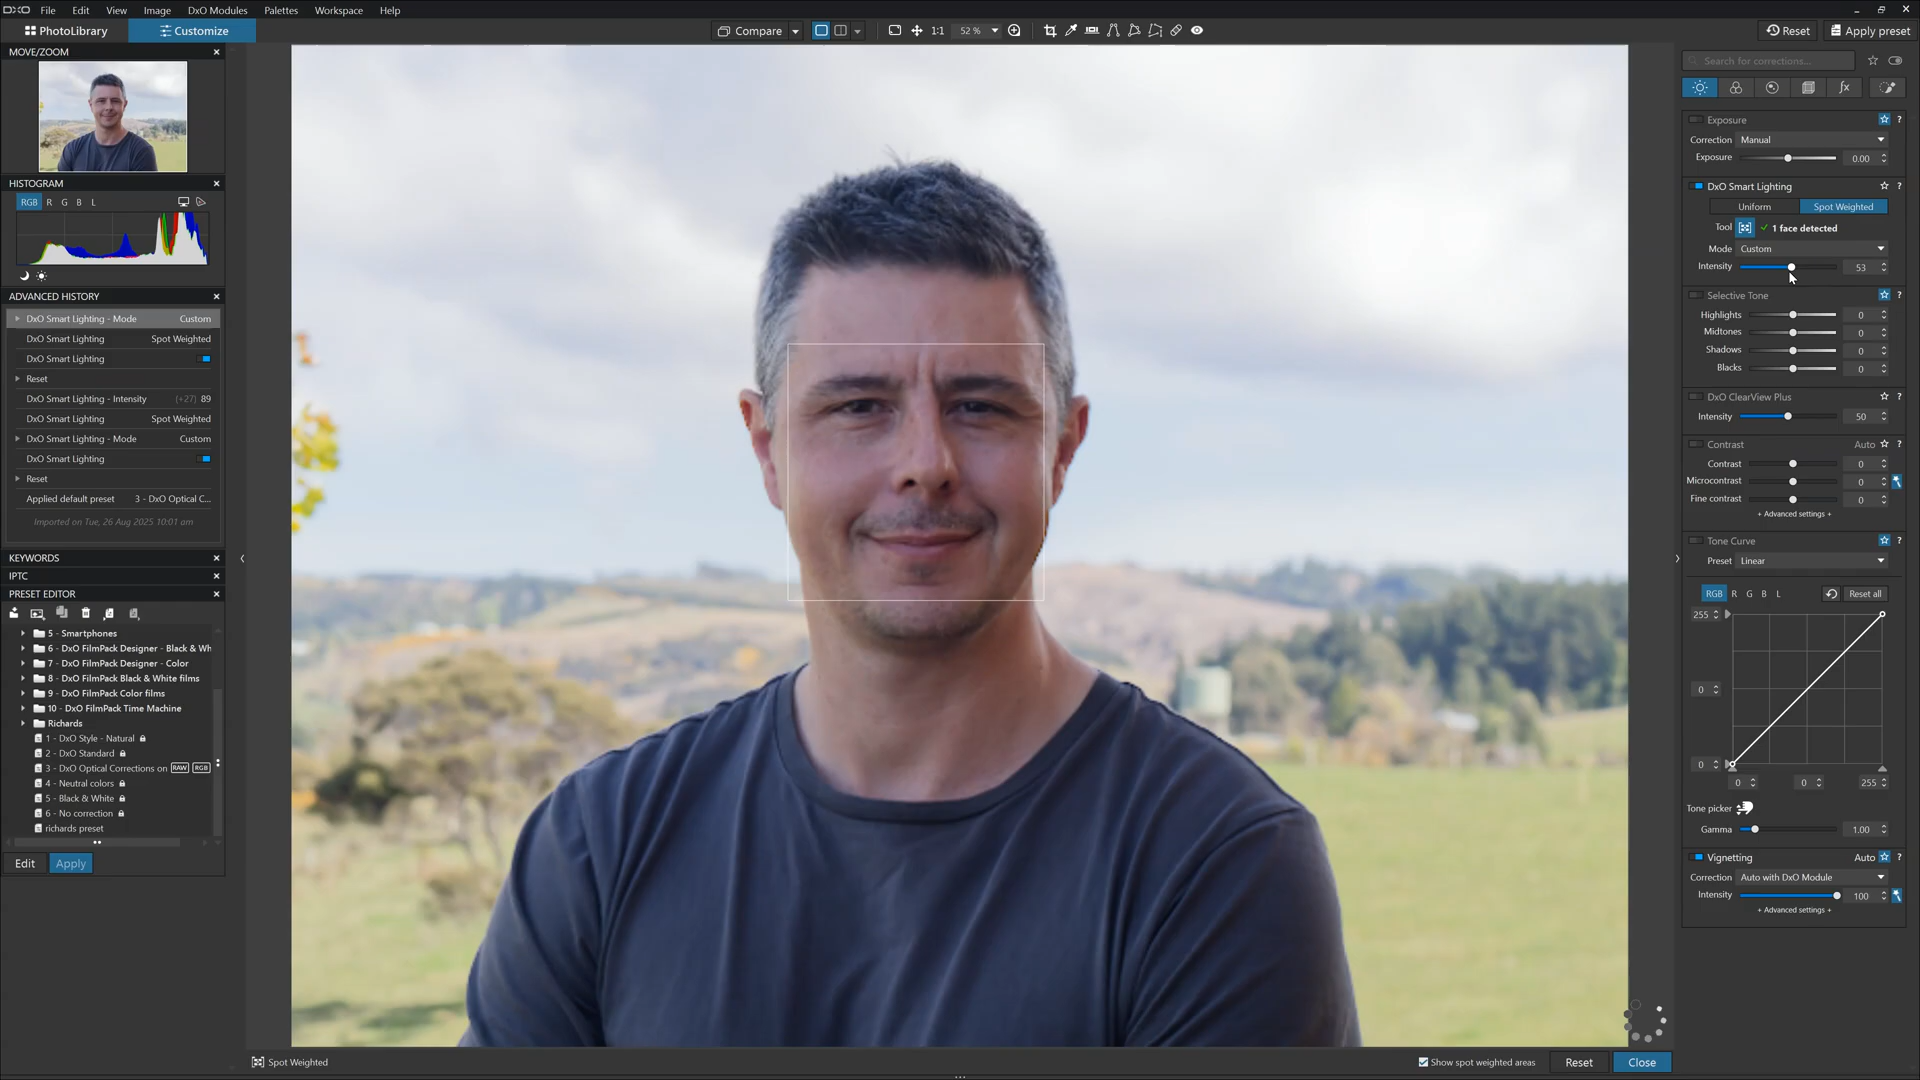 DXO File Edit View Image DxO Modules Palettes Workspace Help
PhotoLibrary Customize Compare 1:1 52 % Reset Apply preset
MOVE/ZOOM
HISTOGRAM
RGB R G B L
ADVANCED HISTORY
DxO Smart Lighting - Mode Custom
DxO Smart Lighting Spot Weighted
DxO Smart Lighting
Reset
DxO Smart Lighting - Intensity (+27) 89
DxO Smart Lighting Spot Weighted
DxO Smart Lighting - Mode Custom
DxO Smart Lighting
Reset
Applied default preset 3 - DxO Optical C...
Imported on Tue, 26 Aug 2025 10:01 am
KEYWORDS
IPTC
PRESET EDITOR
5 - Smartphones
6 - DxO FilmPack Designer - Black & Wh
7 - DxO FilmPack Designer - Color
8 - DxO FilmPack Black & White films
9 - DxO FilmPack Color films
10 - DxO FilmPack Time Machine
Richards
1 - DxO Style - Natural
2 - DxO Standard
3 - DxO Optical Corrections on RAW RGB
4 - Neutral colors
5 - Black & White
6 - No correction
richards preset
Edit Apply
Search for corrections...
fx
Exposure ?
Correction Manual
Exposure 0.00
DxO Smart Lighting ?
Uniform Spot Weighted
Tool 1 face detected
Mode Custom
Intensity 53
Selective Tone ?
Highlights 0
Midtones 0
Shadows 0
Blacks 0
DxO ClearView Plus ?
Intensity 50
Contrast Auto ?
Contrast 0
Microcontrast 0
Fine contrast 0
+ Advanced settings +
Tone Curve ?
Preset Linear
RGB R G B L Reset all
255
0
0
0 0 255
Tone picker
Gamma 1.00
Vignetting Auto ?
Correction Auto with DxO Module
Intensity 100
+ Advanced settings +
Spot Weighted Show spot weighted areas Reset Close